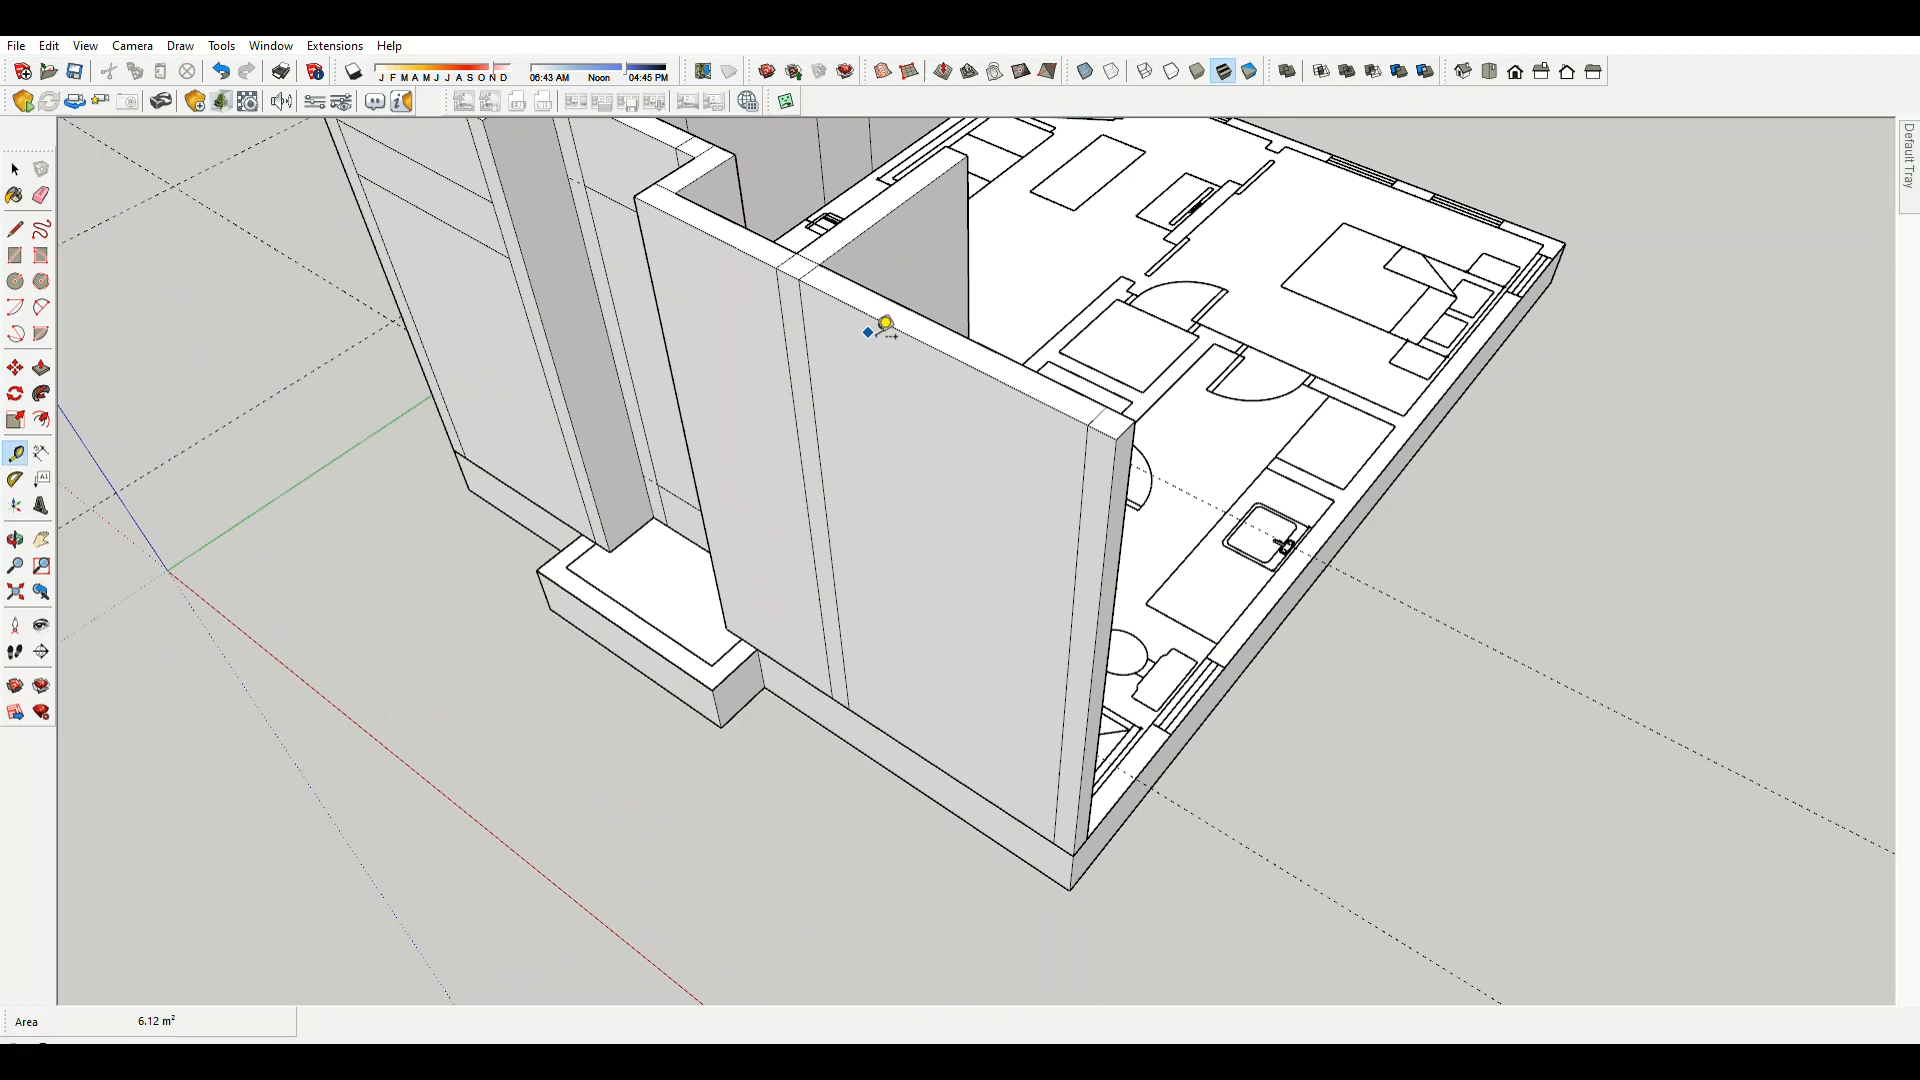 File Edit View Camera Draw Tools Window Extensions Help
J F M A M J J A S O N D 06:43 AM Noon 04:45 PM
Default Tray
Area 6.12 m²